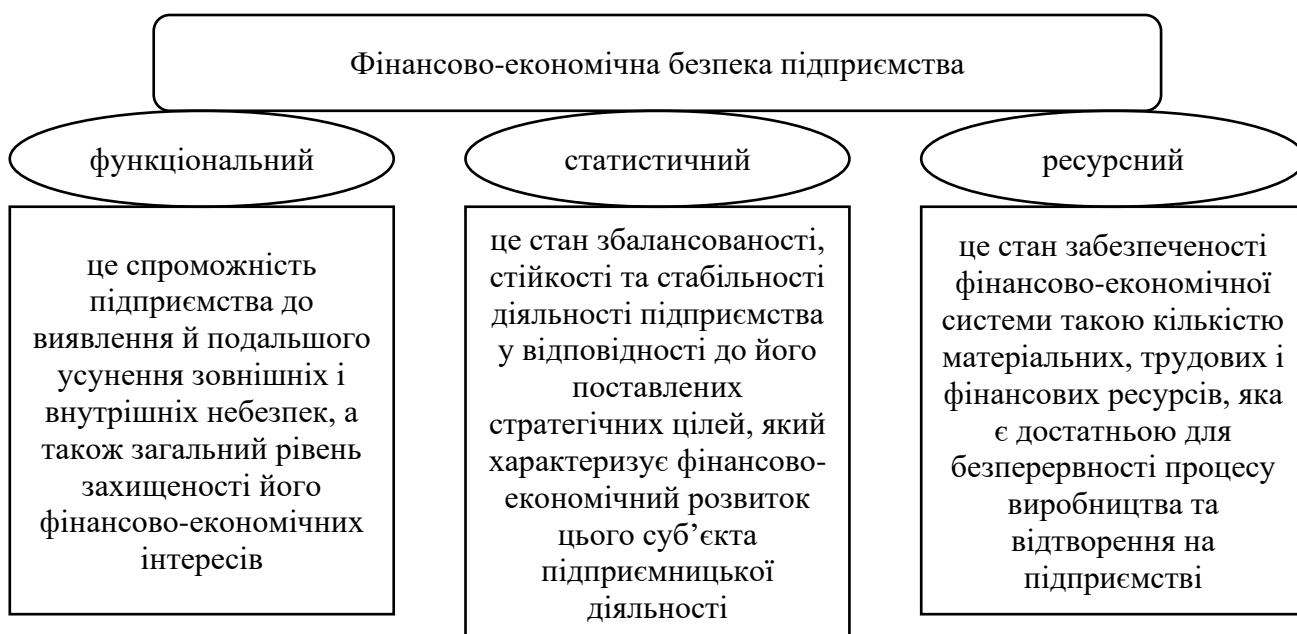 Фінансово-економічна безпека підприємства
функціональний
статистичний
ресурсний
це спроможність
підприємства до
виявлення й подальшого
усунення зовнішніх і
внутрішніх небезпек, а
також загальний рівень
захищеності його
фінансово-економічних
інтересів
це стан збалансованості,
стійкості та стабільності
діяльності підприємства
у відповідності до його
поставлених
стратегічних цілей, який
характеризує фінансово-
економічний розвиток
цього суб’єкта
підприємницької
діяльності
це стан забезпеченості
фінансово-економічної
системи такою кількістю
матеріальних, трудових і
фінансових ресурсів, яка
є достатньою для
безперервності процесу
виробництва та
відтворення на
підприємстві